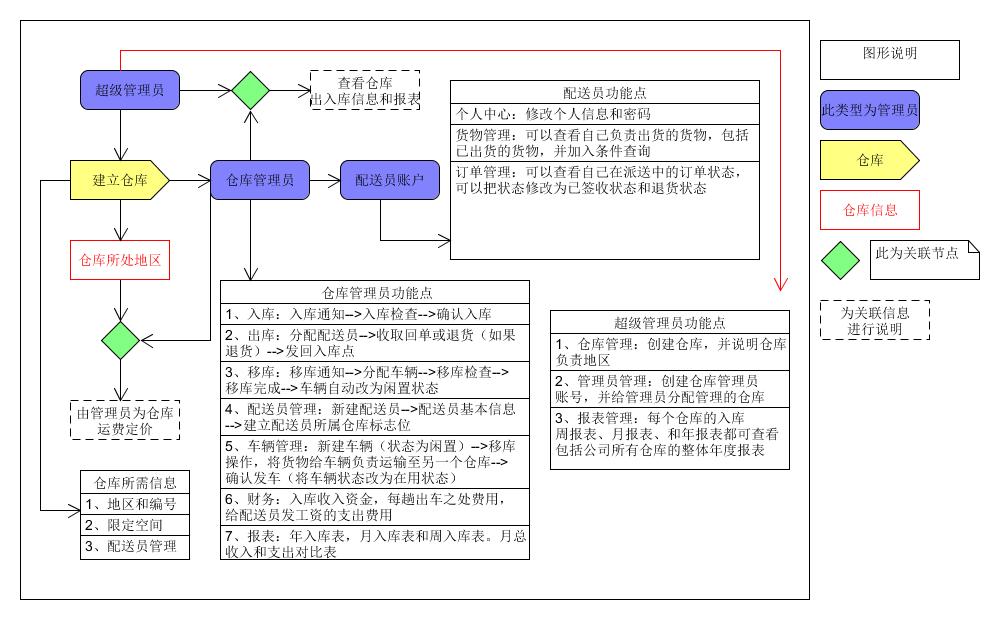 图形说明
超级管理员
查看仓库
出入库信息和报表
此类型为管理员
仓库
仓库信息
此为关联节点
为关联信息
进行说明
建立仓库
仓库管理员
配送员账户
配送员功能点
个人中心：修改个人信息和密码
货物管理：可以查看自己负责出货的货物，包括
已出货的货物，并加入条件查询
订单管理：可以查看自己在派送中的订单状态，
可以把状态修改为已签收状态和退货状态
仓库所处地区
由管理员为仓库
运费定价
仓库所需信息
1、地区和编号
2、限定空间
3、配送员管理
仓库管理员功能点
1、入库：入库通知-->入库检查-->确认入库
2、出库：分配配送员-->收取回单或退货（如果
退货）-->发回入库点
3、移库：移库通知-->分配车辆-->移库检查-->
移库完成-->车辆自动改为闲置状态
4、配送员管理：新建配送员-->配送员基本信息
-->建立配送员所属仓库标志位
5、车辆管理：新建车辆（状态为闲置）-->移库
操作，将货物给车辆负责运输至另一个仓库-->
确认发车（将车辆状态改为在用状态）
6、财务：入库收入资金，每趟出车之处费用，
给配送员发工资的支出费用
7、报表：年入库表，月入库表和周入库表。月总
收入和支出对比表
超级管理员功能点
1、仓库管理：创建仓库，并说明仓库
负责地区
2、管理员管理：创建仓库管理员
账号，并给管理员分配管理的仓库
3、报表管理：每个仓库的入库
周报表、月报表、和年报表都可查看
包括公司所有仓库的整体年度报表